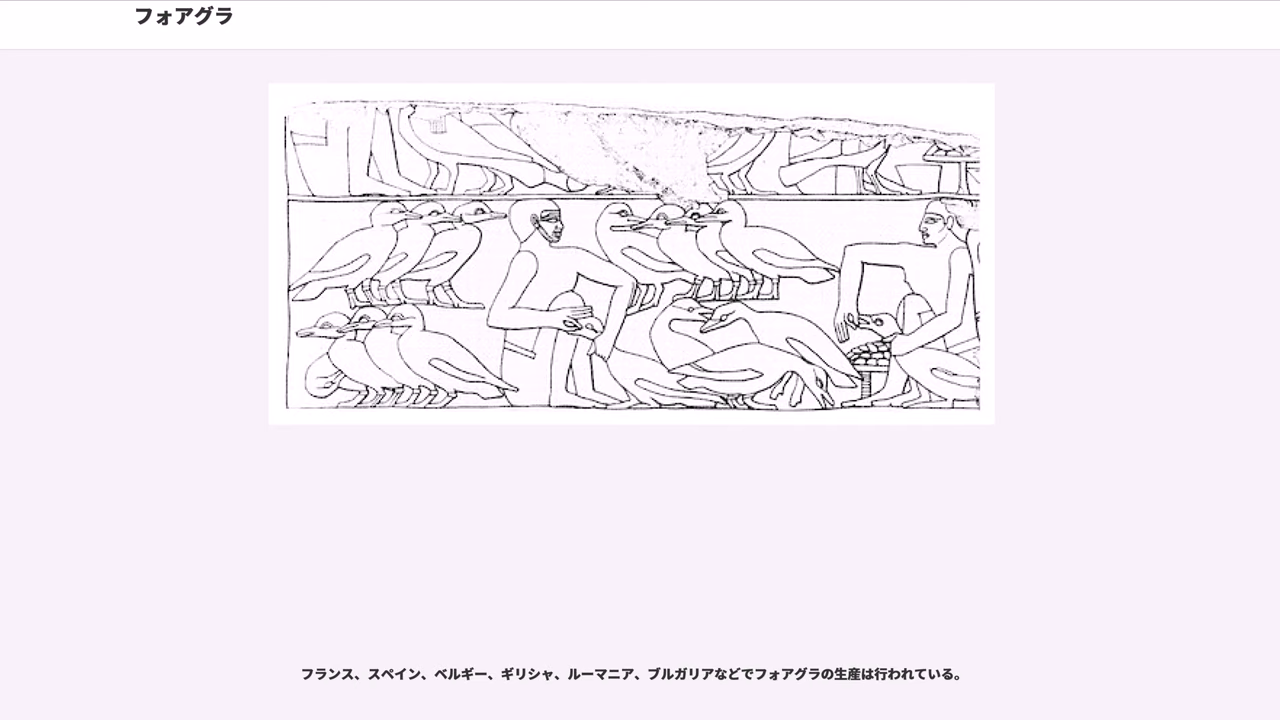 フォアグラ
フランス、スペイン、ベルギー、ギリシャ、ルーマニア、ブルガリアなどでフォアグラの生産は行われている。